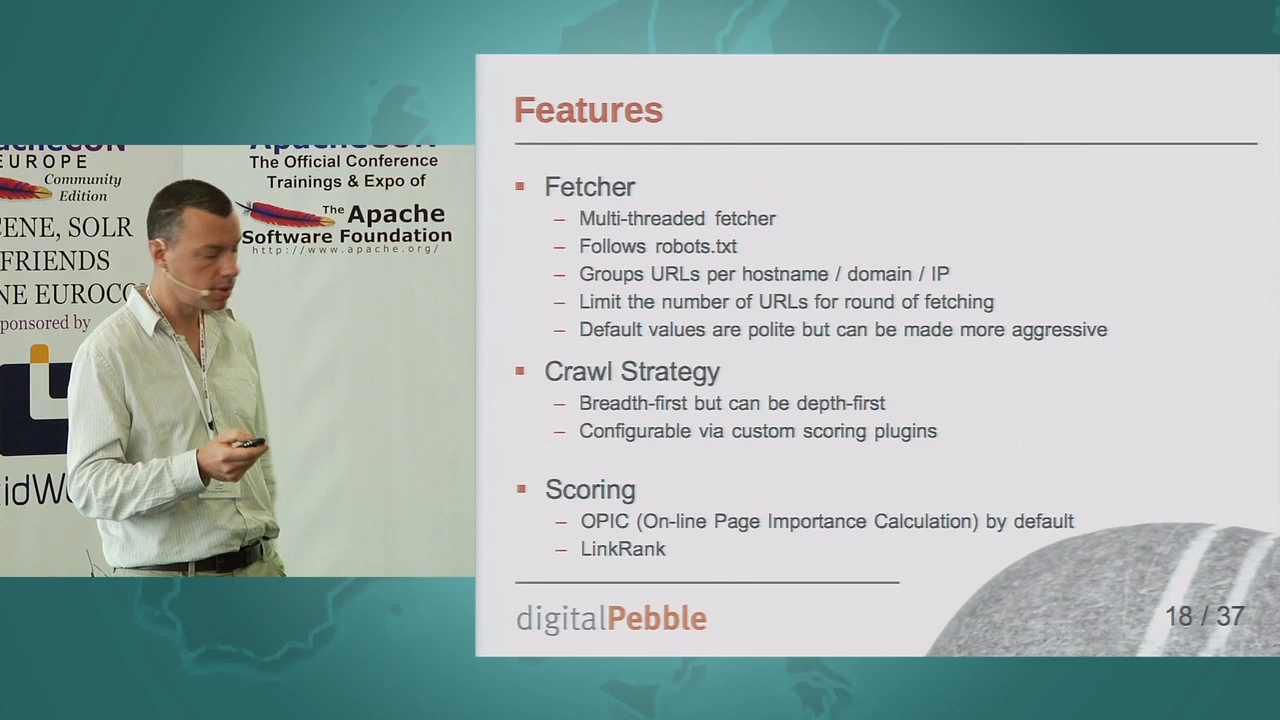 EUROPE
Community
Edition
SOLR
FRIENDS
ponsored by
The Official Conference
Trainings & Expo of
The Apache
Software Foundation
http://www.apache.org/
Features
Fetcher
– Multi-threaded fetcher
– Follows robots.txt
– Groups URLs per hostname / domain / IP
– Limit the number of URLs for round of fetching
– Default values are polite but can be made more aggressive
Crawl Strategy
– Breadth-first but can be depth-first
– Configurable via custom scoring plugins
Scoring
– OPIC (On-line Page Importance Calculation) by default
– LinkRank
digitalPebble
18 / 37